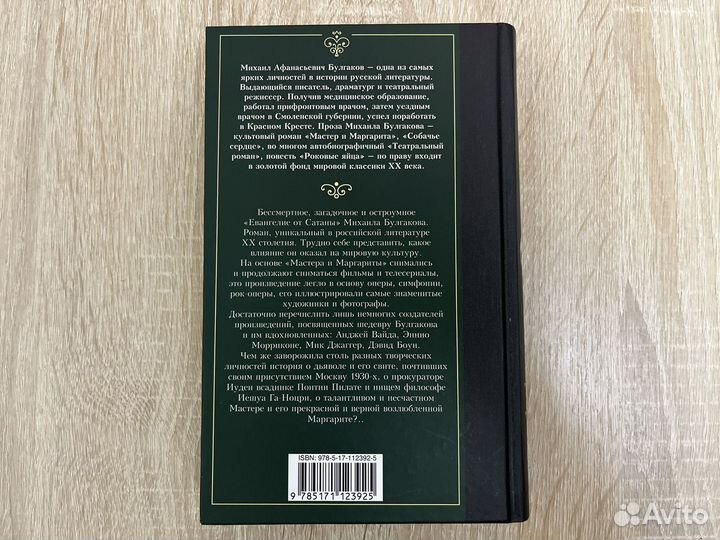 Михаил Афанасьевич Булгаков — одна из самых
ярких личностей в истории русской литературы.
Выдающийся писатель, драматург и театральный
режиссер. Получив медицинское образование,
работал прифронтовым врачом, затем уездным
врачом в Смоленской губернии, успел поработать
в Красном Кресте. Проза Михаила Булгакова —
культовый роман «Мастер и Маргарита», «Собачье
сердце», во многом автобиографичный «Театральный
роман», повесть «Роковые яйца» — по праву входит
в золотой фонд мировой классики XX века.
Бессмертное, загадочное и остроумное
«Евангелие от Сатаны» Михаила Булгакова.
Роман, уникальный в российской литературе
XX столетия. Трудно себе представить, какое
влияние он оказал на мировую культуру.
На основе «Мастера и Маргариты» снимались
и продолжают сниматься фильмы и телесериалы,
это произведение легло в основу оперы, симфонии,
рок-оперы, его иллюстрировали самые знаменитые
художники и фотографы.
Достаточно перечислить лишь немногих создателей
произведений, посвященных шедевру Булгакова
и им вдохновленных: Анджей Вайда, Эннио
Морриконе, Мик Джаггер, Дэвид Боуи.
Чем же заворожила столь разных творческих
личностей история о дьяволе и его свите, почтивших
своим присутствием Москву 1930-х, о прокураторе
Иудеи всаднике Понтии Пилате и нищем философе
Иешуа Га-Ноцри, о талантливом и несчастном
Мастере и его прекрасной и верной возлюбленной
Маргарите?..
ISBN: 978-5-17-112392-5
9 785171 123925
Avito